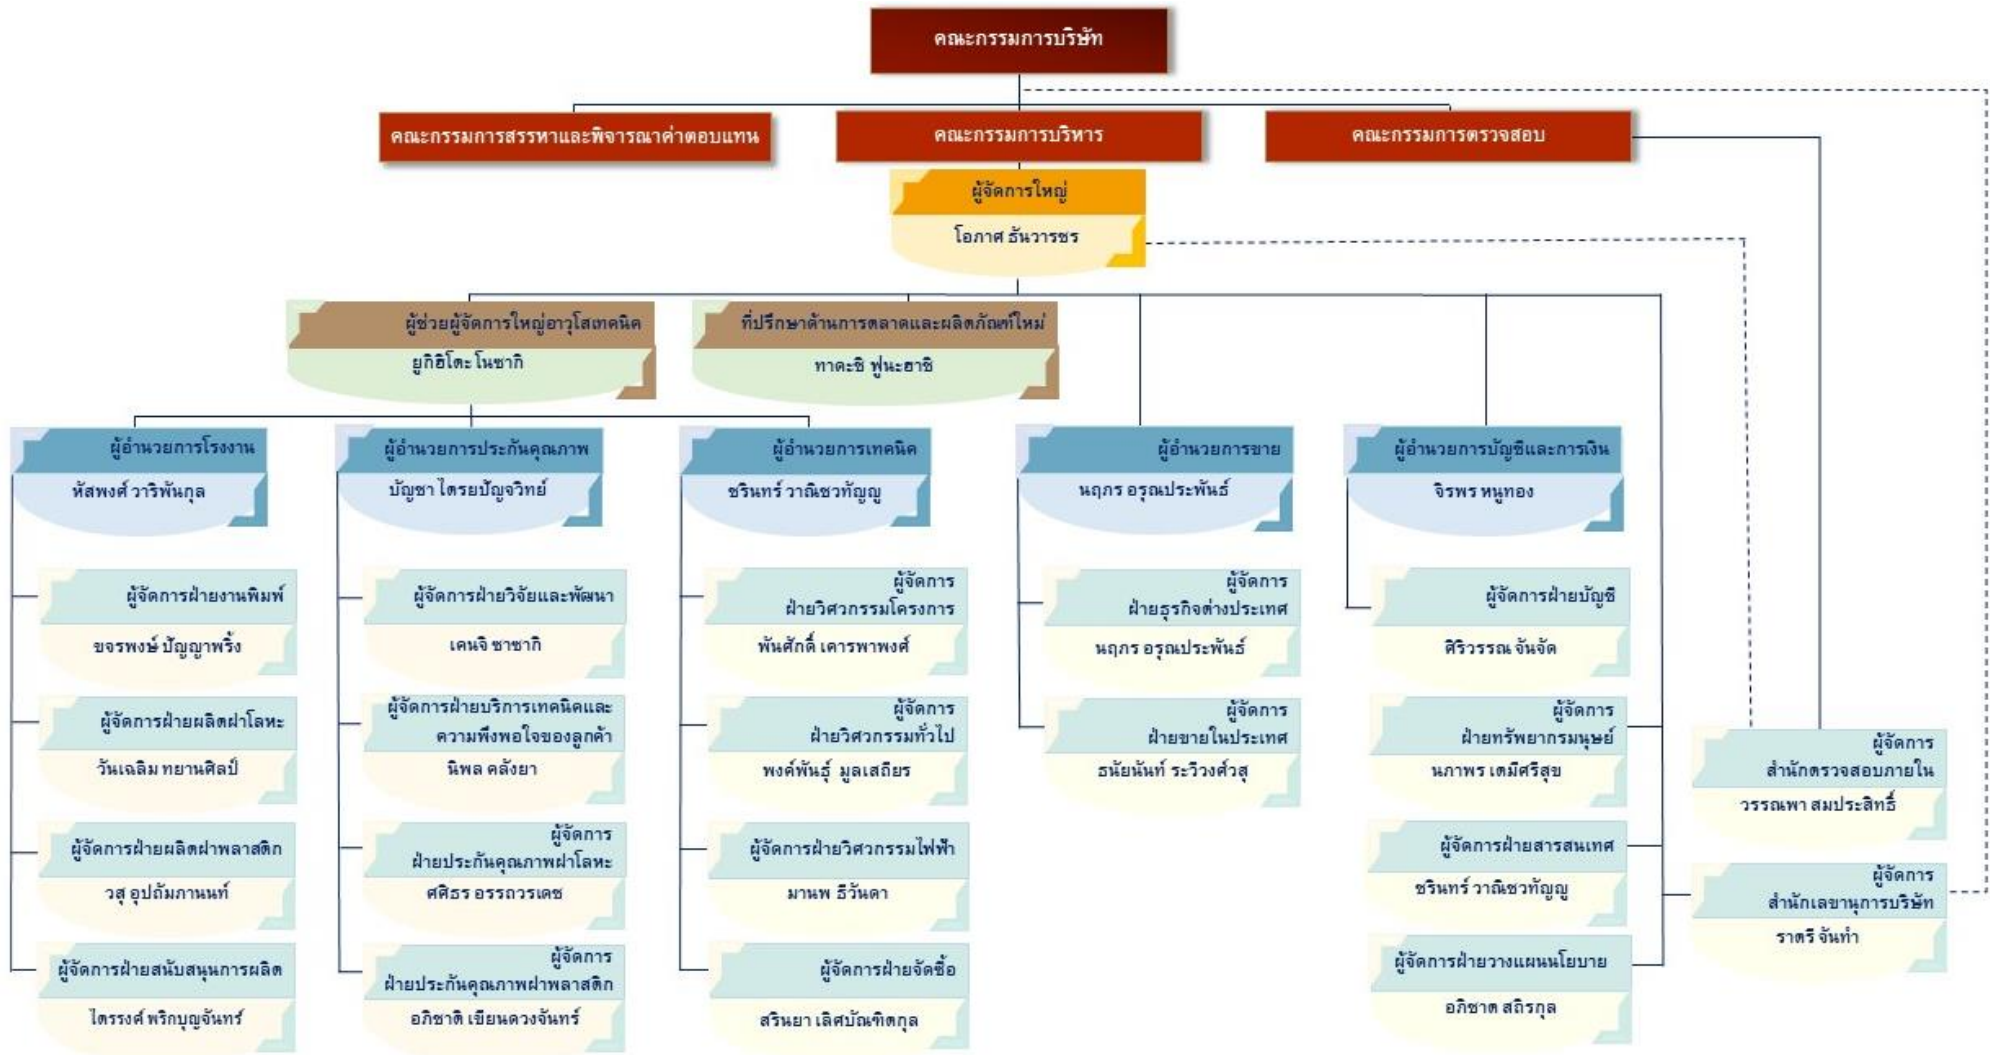 คณะกรรมการบริษัท
คณะกรรมการสรรหาและพิจารณาค่าตอบแทน
คณะกรรมการบริหาร
คณะกรรมการตรวจสอบ
ผู้จัดการใหญ่
โอภาศ ธันวารชร
ผู้ช่วยผู้จัดการใหญ่อาวุโสเทคนิค
ยูกิฮิโตะ โนซากิ
ที่ปรึกษาด้านการตลาดและผลิตภัณฑ์ใหม่
ทาดะชิ ฟูนะฮาชิ
ผู้อำนวยการโรงงาน
หัสพงศ์ วาริพันกุล
ผู้อำนวยการประกันคุณภาพ
บัญชา ไตรยปัญจวิทย์
ผู้อำนวยการเทคนิค
ชรินทร์ วาณิชวทัญญู
ผู้อำนวยการขาย
นฤภร อรุณประพันธ์
ผู้อำนวยการบัญชีและการเงิน
จิรพร หนูทอง
ผู้จัดการฝ่ายงานพิมพ์
ขจรพงษ์ ปัญญาพริ้ง
ผู้จัดการฝ่ายผลิตฝาโลหะ
วันเฉลิม ทยานศิลป์
ผู้จัดการฝ่ายผลิตฝาพลาสติก
วสุ อุปถัมภานนท์
ผู้จัดการฝ่ายสนับสนุนการผลิต
ไตรรงค์ พริกบุญจันทร์
ผู้จัดการฝ่ายวิจัยและพัฒนา
เคนจิ ซาซากิ
ผู้จัดการฝ่ายบริการเทคนิคและ
ความพึงพอใจของลูกค้า
นิพล คลังยา
ผู้จัดการ
ฝ่ายประกันคุณภาพฝาโลหะ
ศศิธร อรรถวรเดช
ผู้จัดการ
ฝ่ายประกันคุณภาพฝาพลาสติก
อภิชาติ เขียนดวงจันทร์
ผู้จัดการ
ฝ่ายวิศวกรรมโครงการ
พันศักดิ์ เคารพาพงศ์
ผู้จัดการ
ฝ่ายวิศวกรรมทั่วไป
พงค์พันธุ์ มูลเสถียร
ผู้จัดการฝ่ายวิศวกรรมไฟฟ้า
มานพ ธีวันดา
ผู้จัดการฝ่ายจัดซื้อ
สรินยา เลิศบัณฑิตกุล
ผู้จัดการ
ฝ่ายธุรกิจต่างประเทศ
นฤภร อรุณประพันธ์
ผู้จัดการ
ฝ่ายขายในประเทศ
ธนัยนันท์ ระวิวงศ์วสุ
ผู้จัดการฝ่ายบัญชี
ศิริวรรณ จันจัด
ผู้จัดการ
ฝ่ายทรัพยากรมนุษย์
นภาพร เตมีศรีสุข
ผู้จัดการฝ่ายสารสนเทศ
ชรินทร์ วาณิชวทัญญู
ผู้จัดการฝ่ายวางแผนนโยบาย
อภิชาต สถิรกุล
ผู้จัดการ
สำนักตรวจสอบภายใน
วรรณพา สมประสิทธิ์
ผู้จัดการ
สำนักเลขานุการบริษัท
ราตรี จันทำ